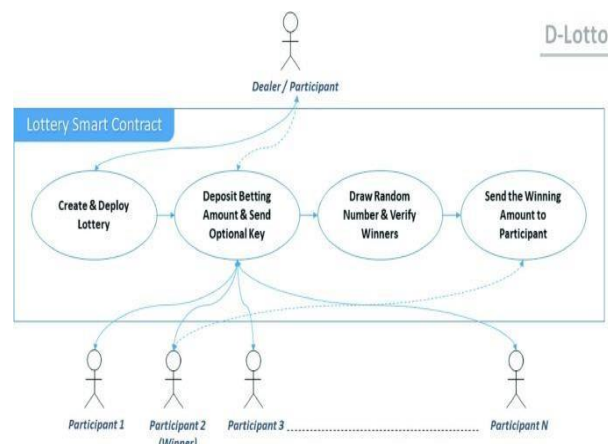 D-Lotto
Dealer / Participant
Lottery Smart Contract
Create & Deploy
Lottery
Deposit Betting
Amount & Send
Optional Key
Draw Random
Number & Verify
Winners
Send the Winning
Amount to
Participant
Participant 1
Participant 2
(Winner)
Participant 3
Participant N